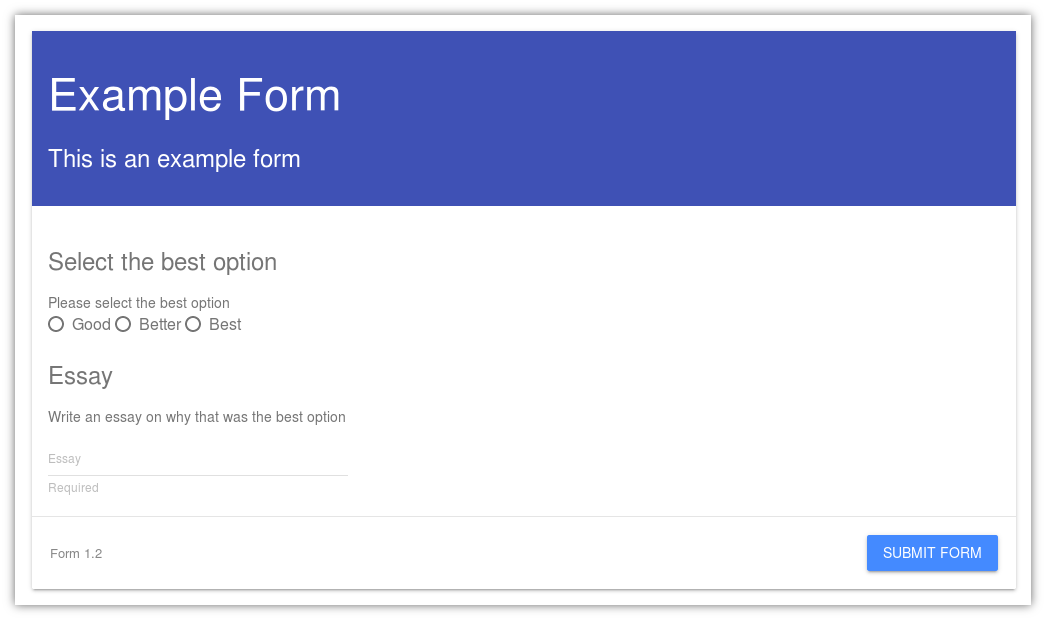 Example Form
This is an example form
Select the best option
Please select the best option
Good Better Best
Essay
Write an essay on why that was the best option
Essay
Required
Form 1.2 SUBMIT FORM